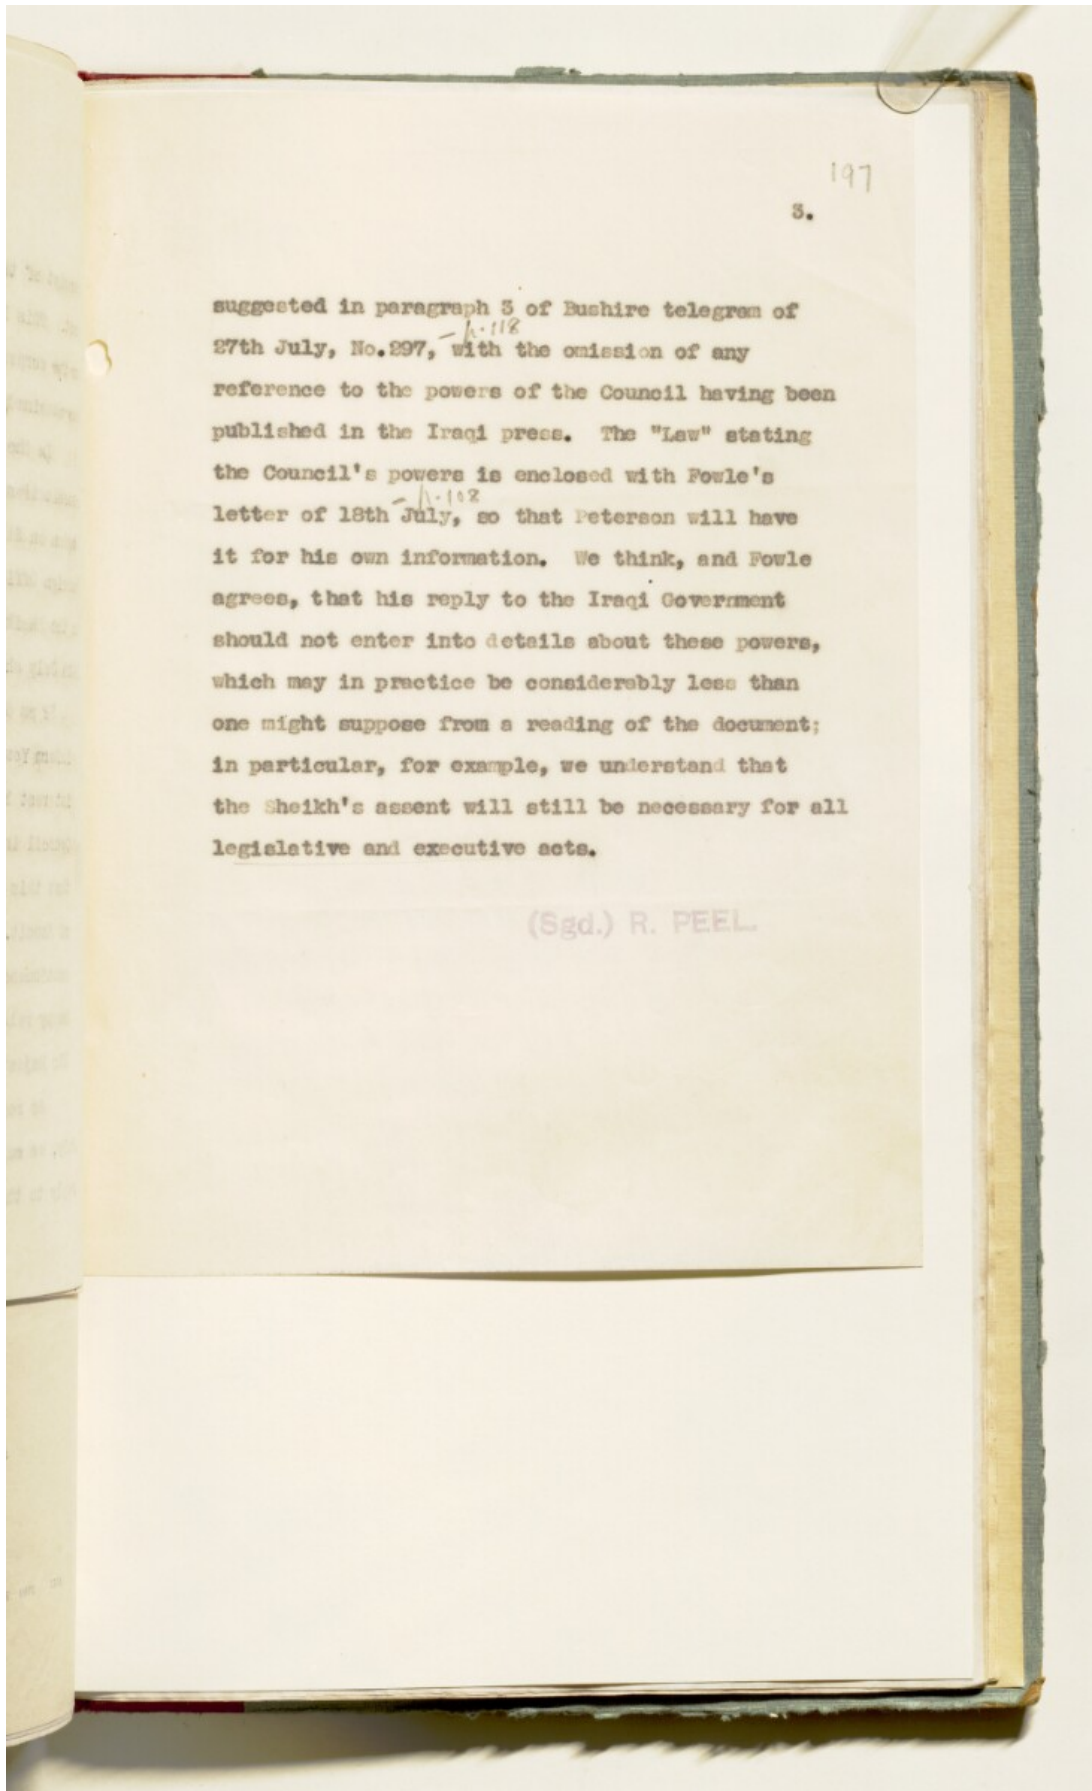 197
3.
suggested in paragraph 3 of Bushire telegram of
- p.118
27th July, No.297, with the omission of any
reference to the powers of the Council having been
published in the Iraqi press. The "Law" stating
the Council's powers is enclosed with Fowle's
- p.108
letter of 18th July, so that Peterson will have
it for his own information. We think, and Fowle
agrees, that his reply to the Iraqi Government
should not enter into details about these powers,
which may in practice be considerably less than
one might suppose from a reading of the document;
in particular, for example, we understand that
the Sheikh's assent will still be necessary for all
legislative and executive acts.
(Sgd.) R. PEEL.